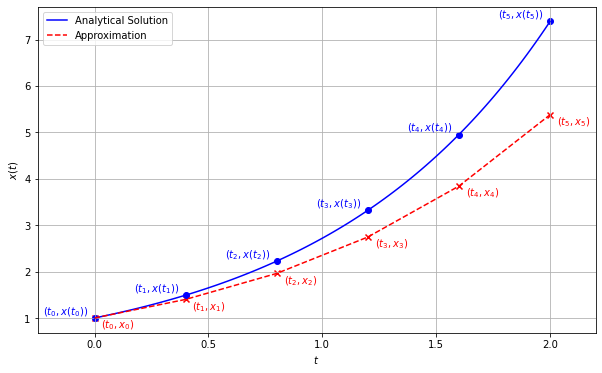 Analytical Solution
Approximation
(t₅, x(t₅))
7
6
(t₅, x₅)
5
(t₄, x(t₄))
4
(t₄, x₄)
x(t)
(t₃, x(t₃))
3
(t₃, x₃)
(t₂, x(t₂))
2
(t₂, x₂)
(t₁, x(t₁))
(t₁, x₁)
(t₀, x(t₀))
1
(t₀, x₀)
0.0 0.5 1.0 1.5 2.0
t